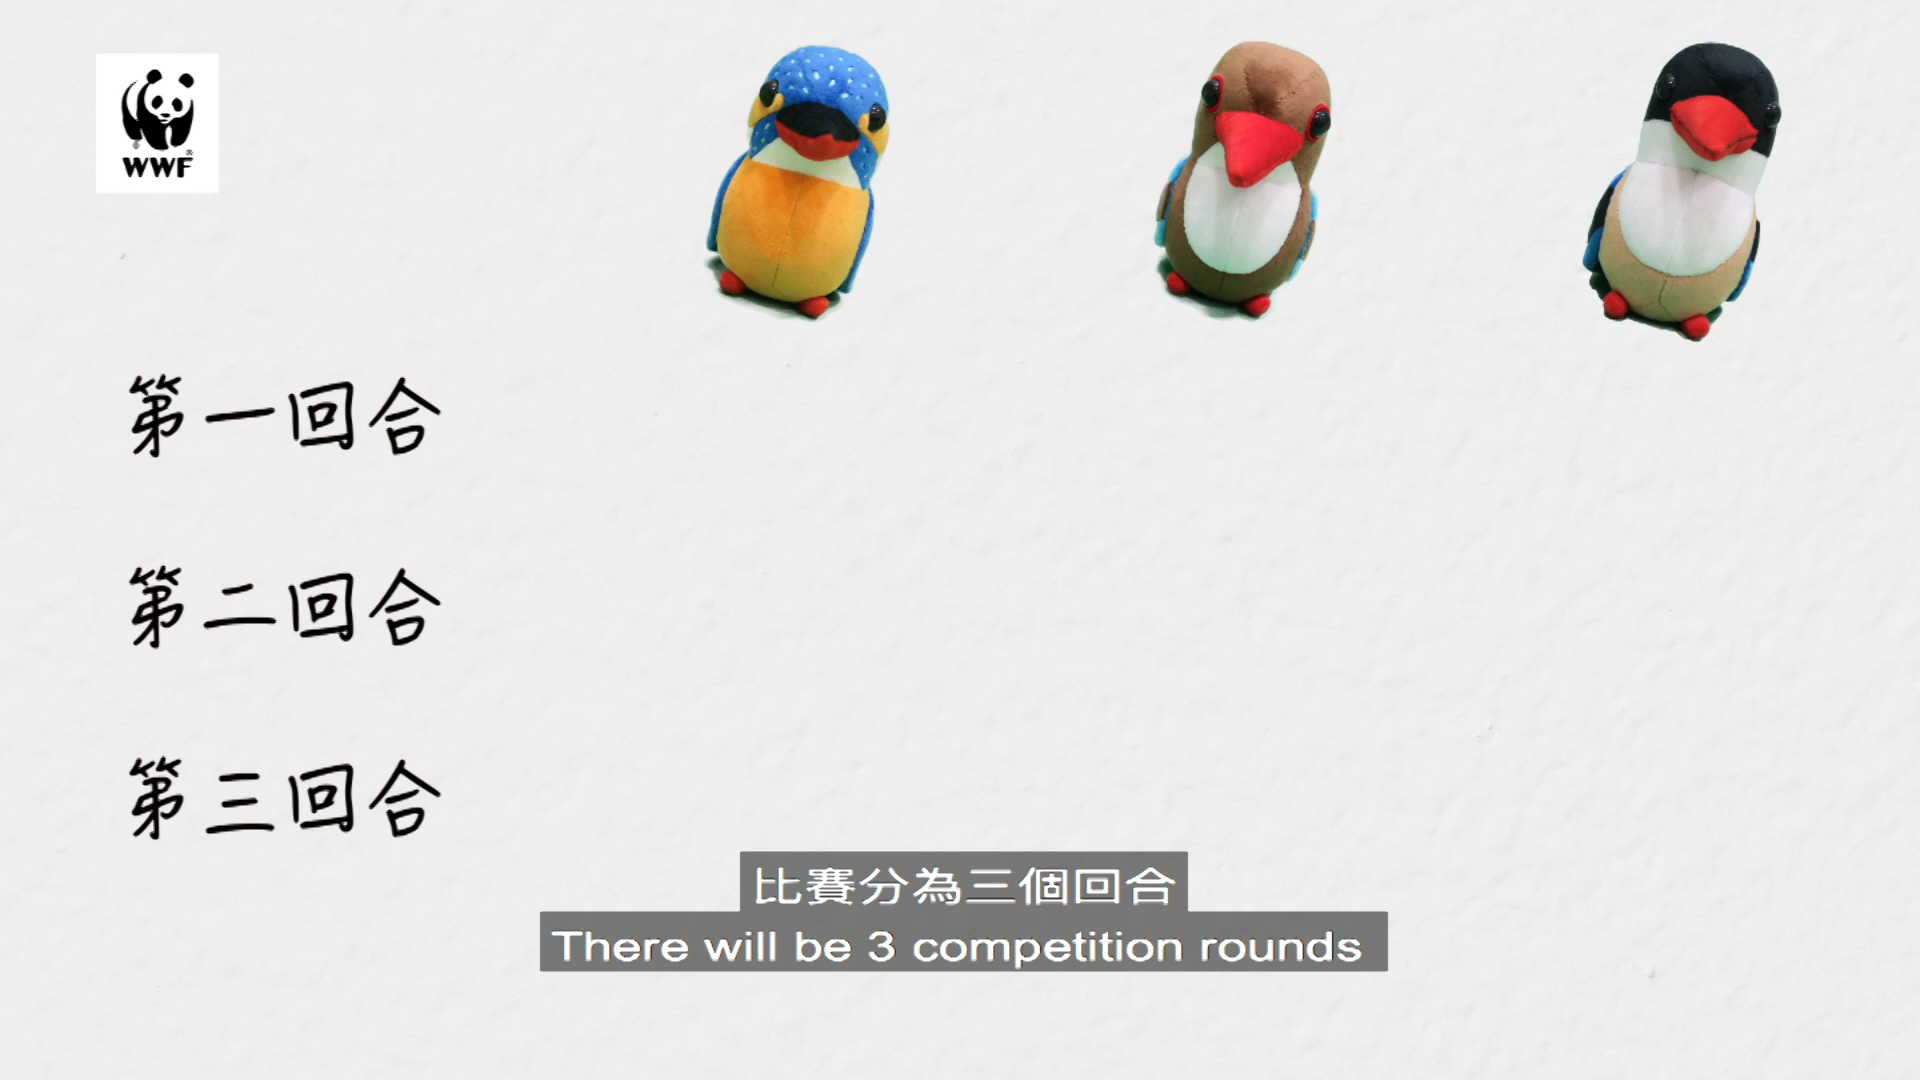 WWF
第一回合
第二回合
第三回合
比賽分為三個回合
There will be 3 competition rounds